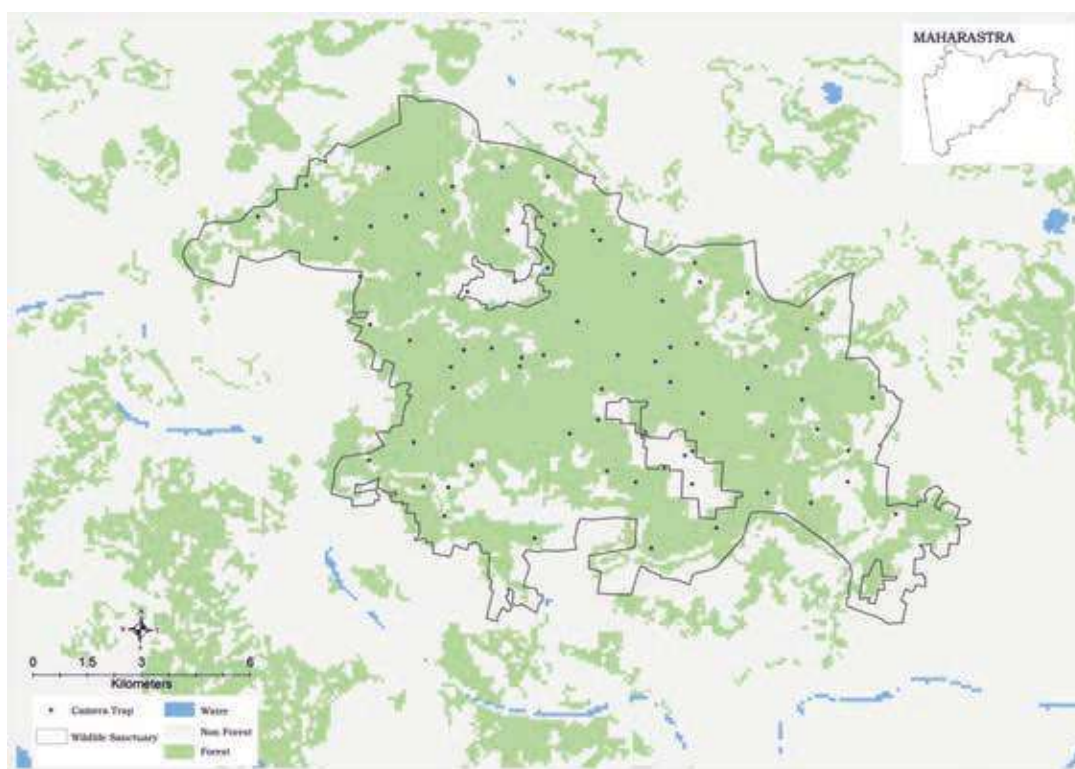 MAHARASTRA
0 1.5 3 6
Kilometers
Camera Trap
Wildlife Sanctuary
Water
Non Forest
Forest